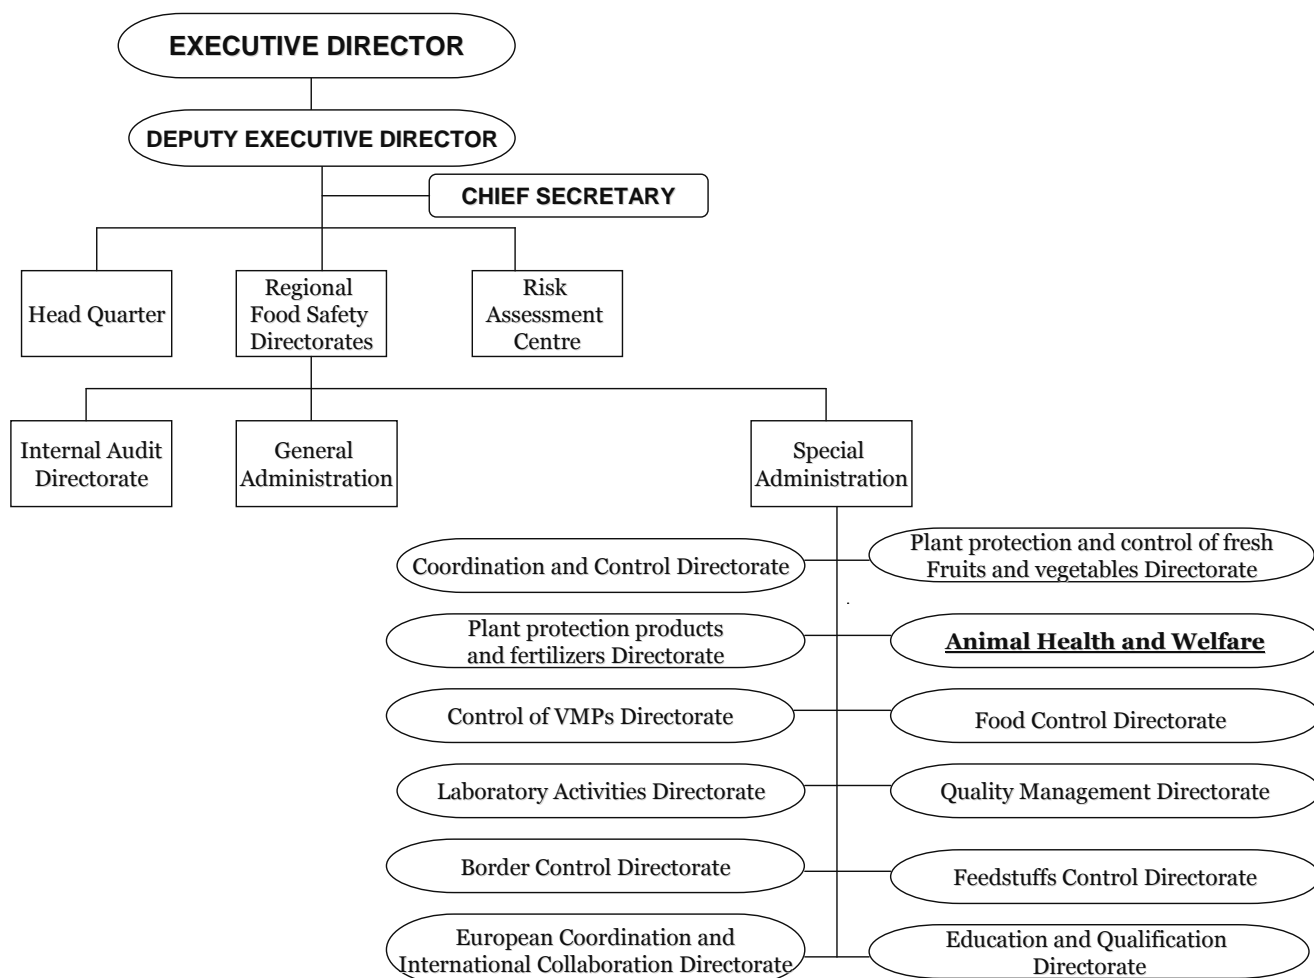 EXECUTIVE DIRECTOR
DEPUTY EXECUTIVE DIRECTOR
CHIEF SECRETARY
Head Quarter
Regional
Food Safety
Directorates
Risk
Assessment
Centre
Internal Audit
Directorate
General
Administration
Special
Administration
Coordination and Control Directorate
Plant protection and control of fresh
Fruits and vegetables Directorate
Plant protection products
and fertilizers Directorate
Animal Health and Welfare
Control of VMPs Directorate
Food Control Directorate
Laboratory Activities Directorate
Quality Management Directorate
Border Control Directorate
Feedstuffs Control Directorate
European Coordination and
International Collaboration Directorate
Education and Qualification
Directorate